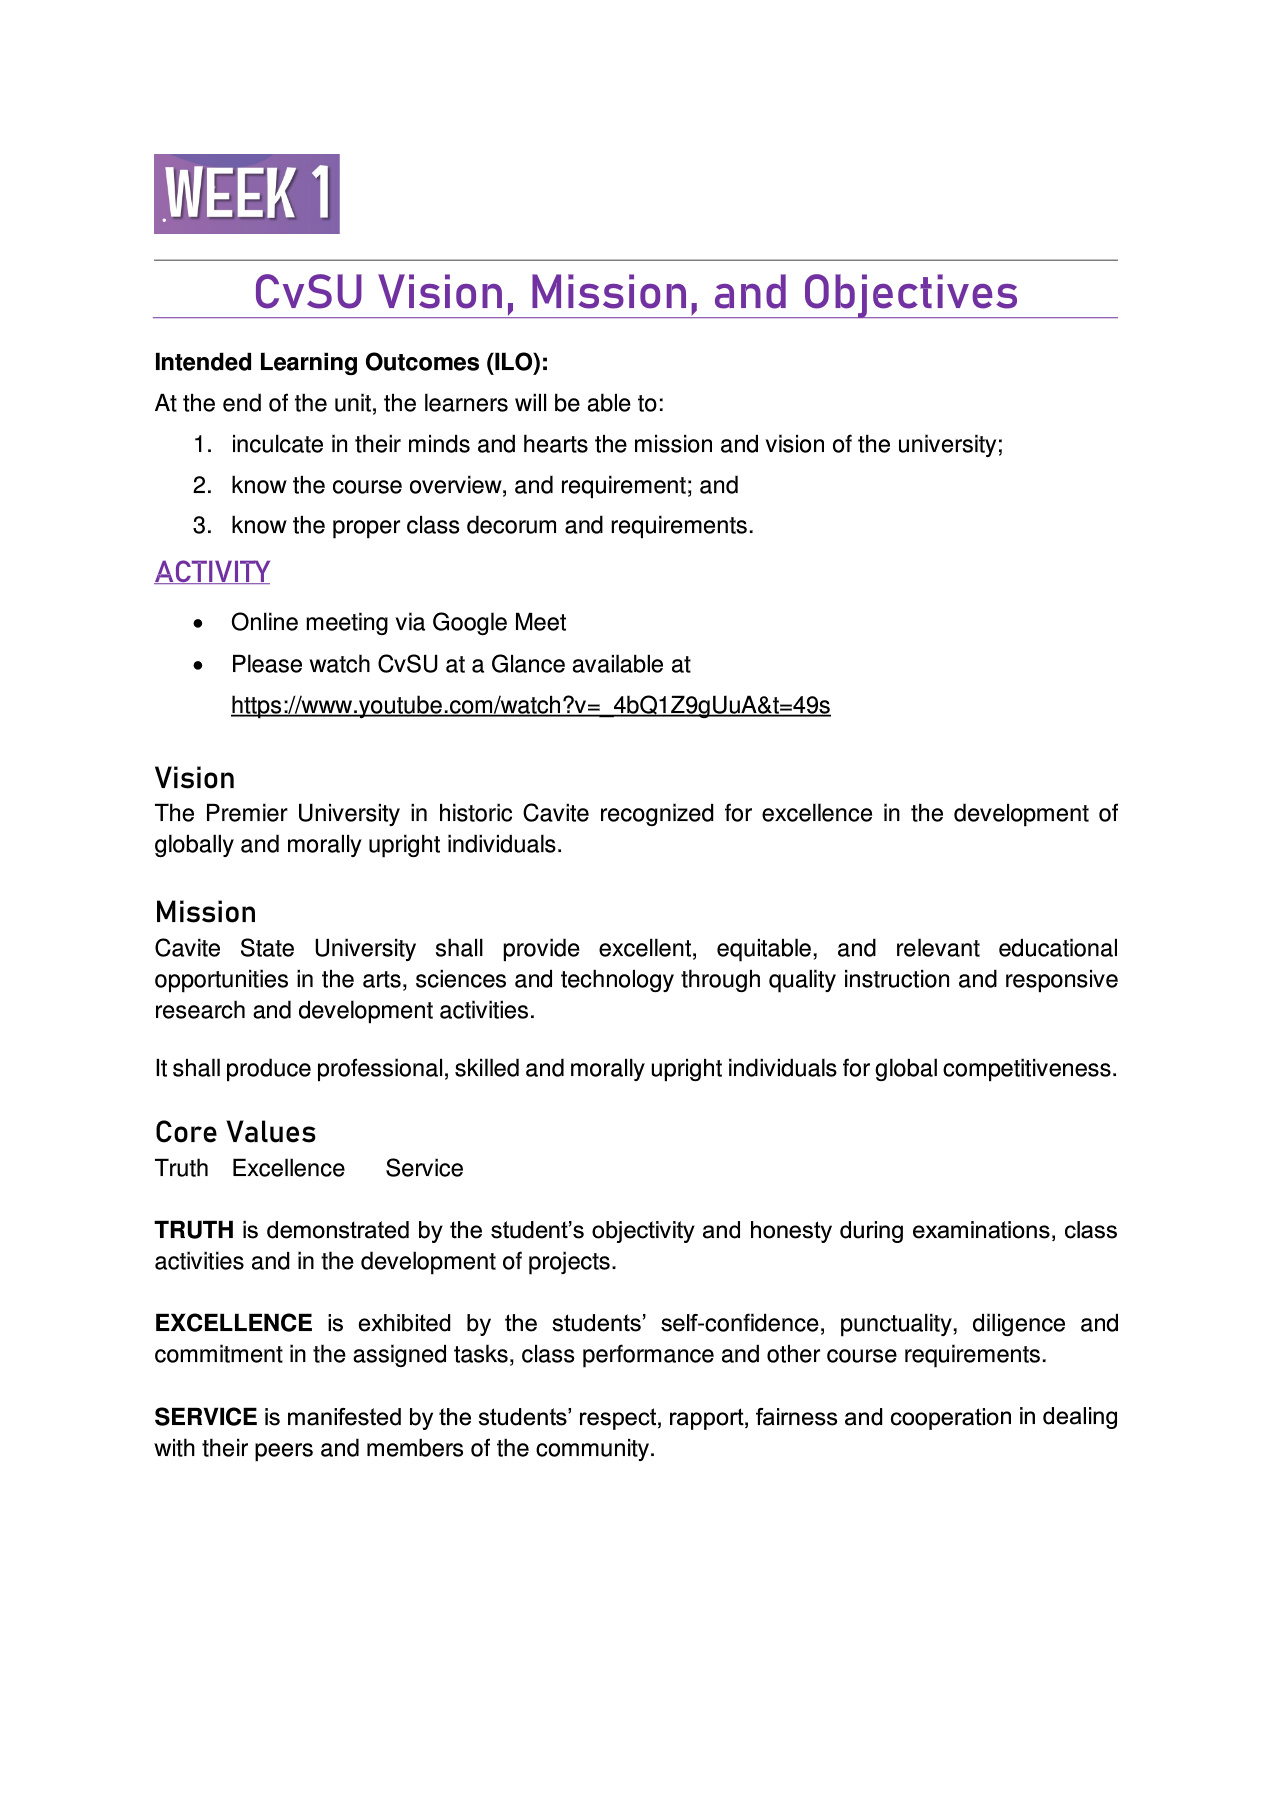 WEEK 1
CvSU Vision, Mission, and Objectives
Intended Learning Outcomes (ILO):
At the end of the unit, the learners will be able to:
1. inculcate in their minds and hearts the mission and vision of the university;
2. know the course overview, and requirement; and
3. know the proper class decorum and requirements.
ACTIVITY
• Online meeting via Google Meet
• Please watch CvSU at a Glance available at
https://www.youtube.com/watch?v=_4bQ1Z9gUuA&t=49s
Vision
The Premier University in historic Cavite recognized for excellence in the development of
globally and morally upright individuals.
Mission
Cavite State University shall provide excellent, equitable, and relevant educational
opportunities in the arts, sciences and technology through quality instruction and responsive
research and development activities.
It shall produce professional, skilled and morally upright individuals for global competitiveness.
Core Values
Truth Excellence Service
TRUTH is demonstrated by the student’s objectivity and honesty during examinations, class
activities and in the development of projects.
EXCELLENCE is exhibited by the students’ self-confidence, punctuality, diligence and
commitment in the assigned tasks, class performance and other course requirements.
SERVICE is manifested by the students’ respect, rapport, fairness and cooperation in dealing
with their peers and members of the community.